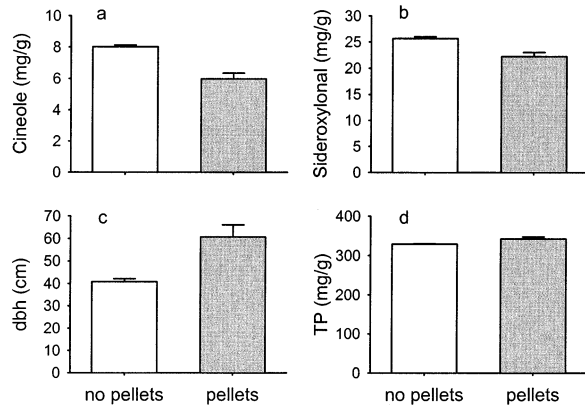 a
Cineole (mg/g)
10
8
6
4
2
0
b
Sideroxylonal (mg/g)
30
25
20
15
10
5
0
c
dbh (cm)
70
60
50
40
30
20
10
0
no pellets pellets
d
TP (mg/g)
400
300
200
100
0
no pellets pellets